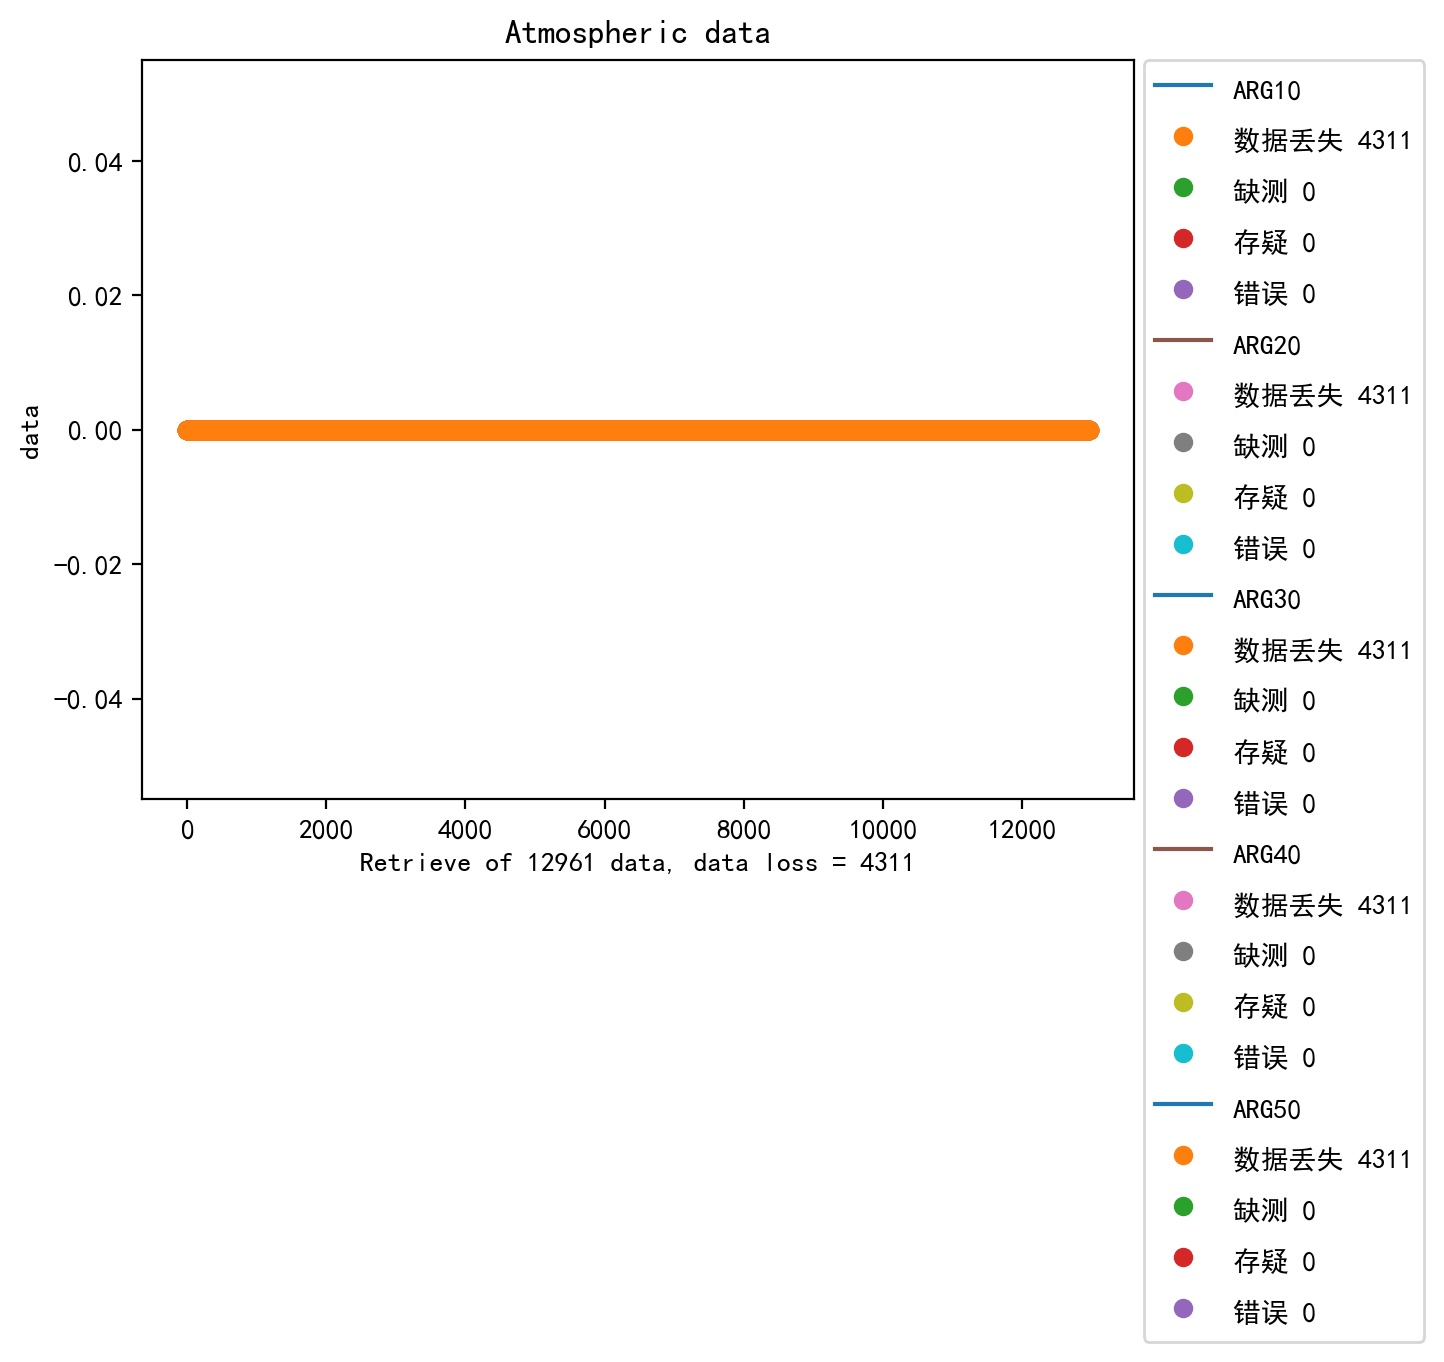 Atmospheric data
data
0.04
0.02
0.00
−0.02
−0.04
0 2000 4000 6000 8000 10000 12000
Retrieve of 12961 data, data loss = 4311
ARG10
数据丢失 4311
缺测 0
存疑 0
错误 0
ARG20
数据丢失 4311
缺测 0
存疑 0
错误 0
ARG30
数据丢失 4311
缺测 0
存疑 0
错误 0
ARG40
数据丢失 4311
缺测 0
存疑 0
错误 0
ARG50
数据丢失 4311
缺测 0
存疑 0
错误 0